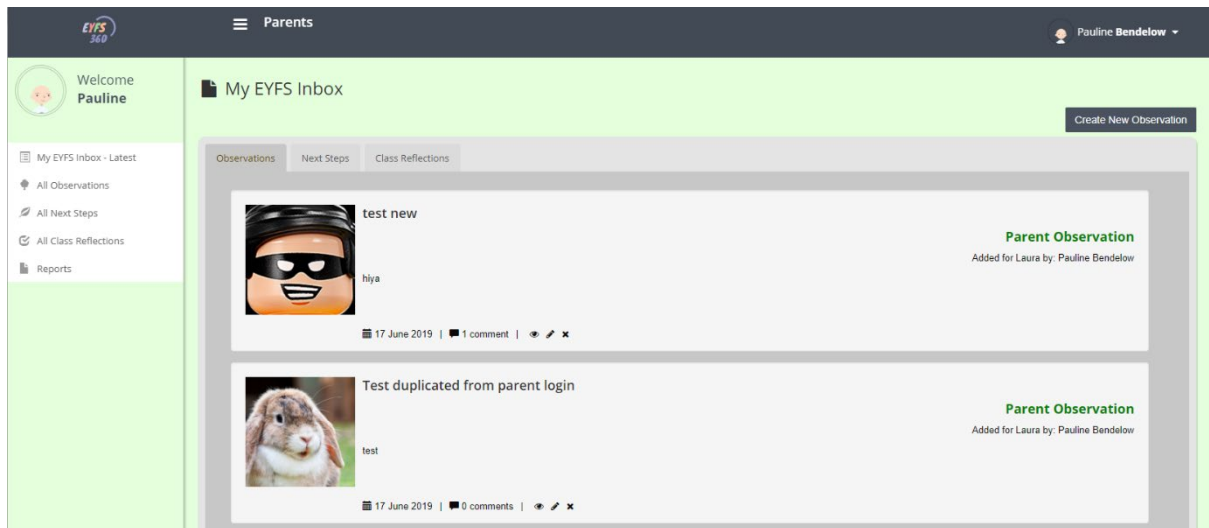 EYFS
360
Parents
Pauline Bendelow
Welcome
Pauline
My EYFS Inbox
Create New Observation
My EYFS Inbox - Latest
All Observations
All Next Steps
All Class Reflections
Reports
Observations Next Steps Class Reflections
test new
Parent Observation
Added for Laura by: Pauline Bendelow
hiya
17 June 2019 | 1 comment |
Test duplicated from parent login
Parent Observation
Added for Laura by: Pauline Bendelow
test
17 June 2019 | 0 comments |